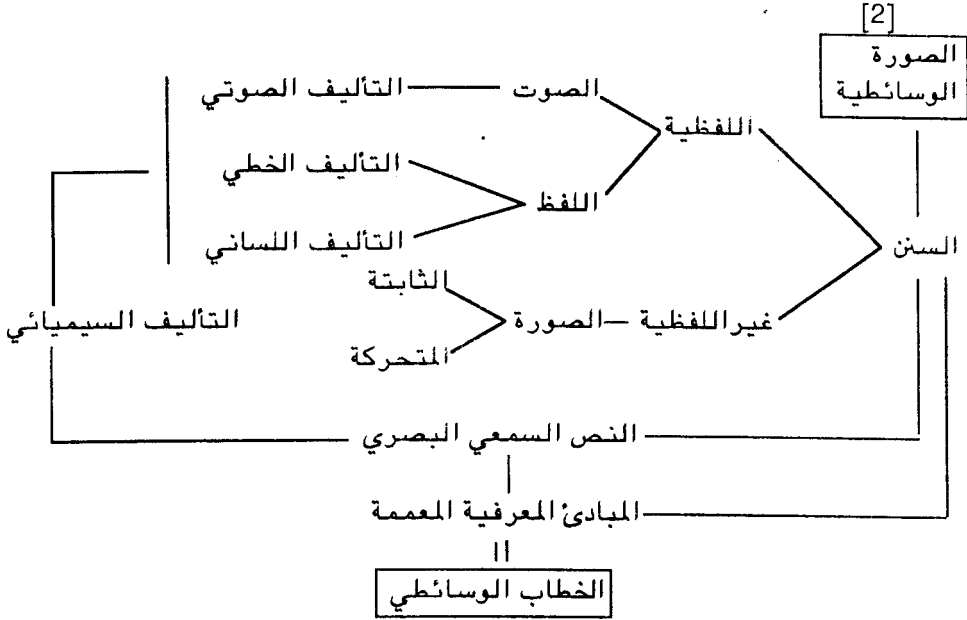 [2]
الصورة
الوسائطية
الصوت — التأليف الصوتي
اللفظية
التأليف الخطي
اللفظ
التأليف اللساني
السنن
الثابتة
غير اللفظية — الصورة
التأليف السيميائي
المتحركة
النص السمعي البصري
المبادئ المعرفية المعممة
الخطاب الوسائطي